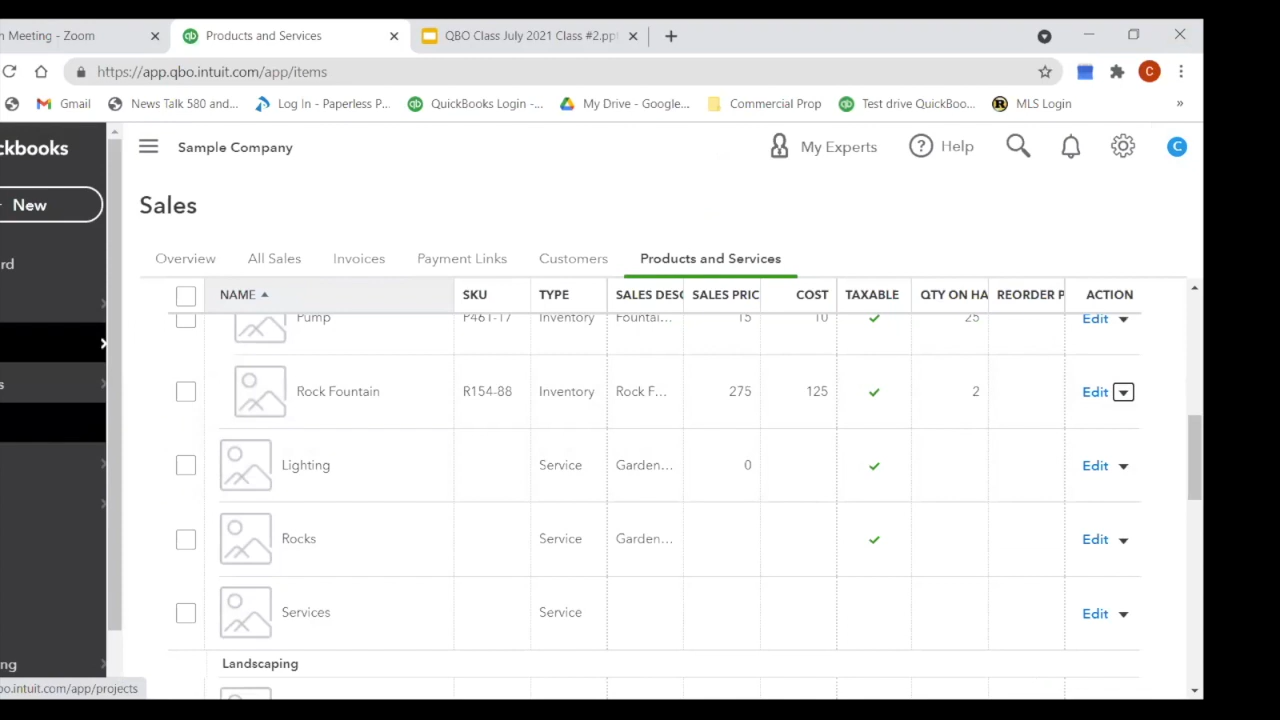 n Meeting - Zoom
Products and Services
QBO Class July 2021 Class #2.ppt
https://app.qbo.intuit.com/app/items
C
Gmail
News Talk 580 and...
Log In - Paperless P...
QuickBooks Login -...
My Drive - Google...
Commercial Prop
Test drive QuickBoo...
R
MLS Login
»
ckbooks
Sample Company
My Experts
? Help
C
New
Sales
rd
Overview
All Sales
Invoices
Payment Links
Customers
Products and Services
NAME SKU TYPE SALES DESC SALES PRIC COST TAXABLE QTY ON HA REORDER P ACTION
Pump P461-17 Inventory Fountai... 15 10 25 Edit
s
Rock Fountain R154-88 Inventory Rock F... 275 125 2 Edit
Lighting Service Garden... 0 Edit
Rocks Service Garden... Edit
Services Service Edit
Landscaping
ng
bo.intuit.com/app/projects